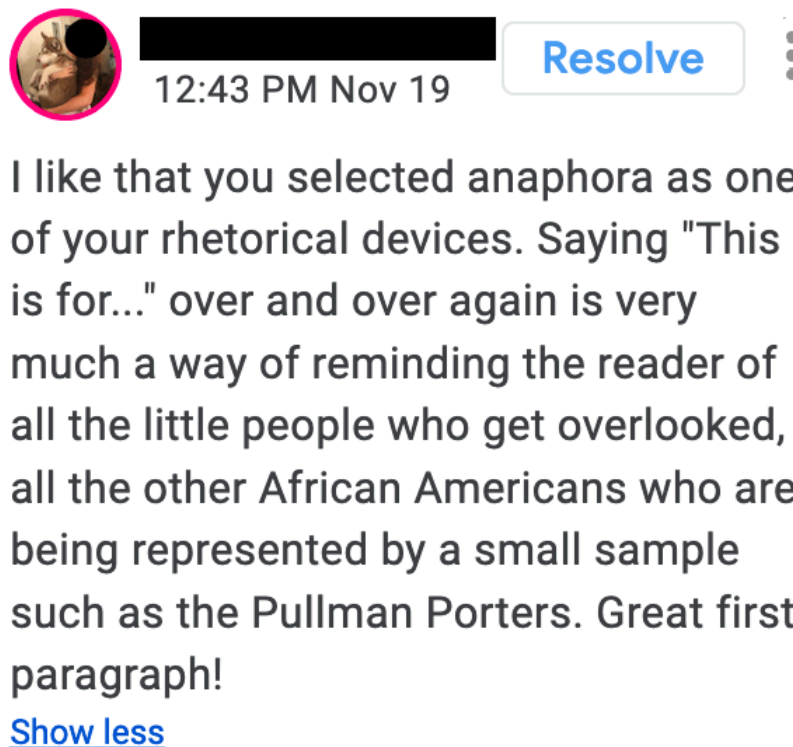 Resolve
12:43 PM Nov 19
I like that you selected anaphora as one
of your rhetorical devices. Saying "This
is for..." over and over again is very
much a way of reminding the reader of
all the little people who get overlooked,
all the other African Americans who are
being represented by a small sample
such as the Pullman Porters. Great first
paragraph!
Show less